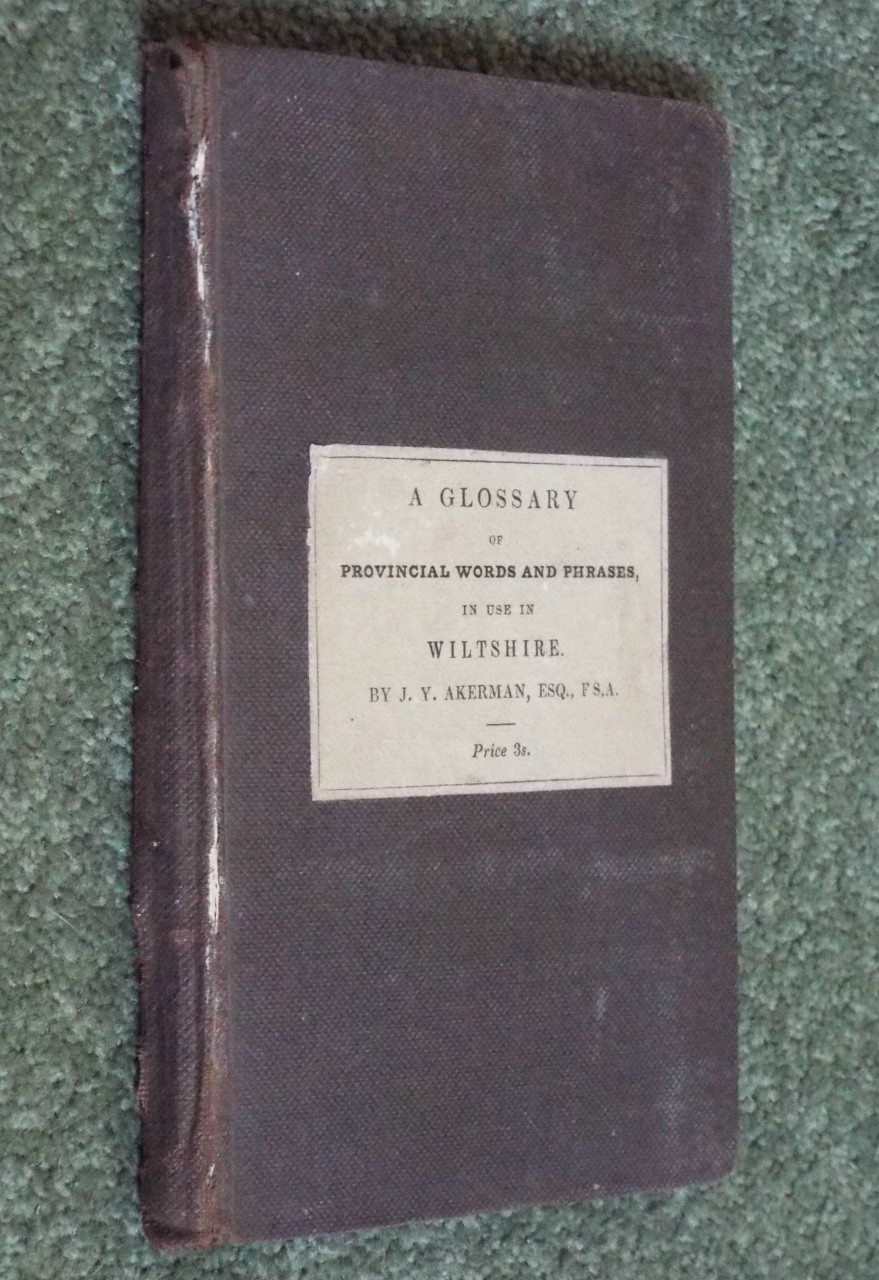 A GLOSSARY
OF
PROVINCIAL WORDS AND PHRASES,
IN USE IN
WILTSHIRE.
BY J. Y. AKERMAN, ESQ., F S.A.
Price 3s.